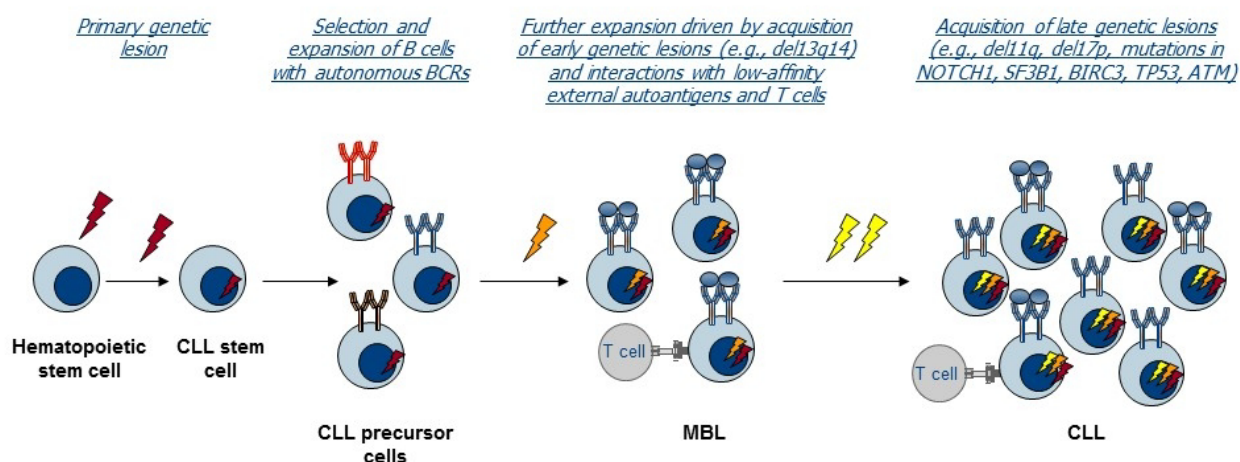 Primary genetic
lesion
Selection and
expansion of B cells
with autonomous BCRs
Further expansion driven by acquisition
of early genetic lesions (e.g., del13q14)
and interactions with low-affinity
external autoantigens and T cells
Acquisition of late genetic lesions
(e.g., del11q, del17p, mutations in
NOTCH1, SF3B1, BIRC3, TP53, ATM)
Hematopoietic
stem cell
CLL stem
cell
CLL precursor
cells
T cell
MBL
T cell
CLL